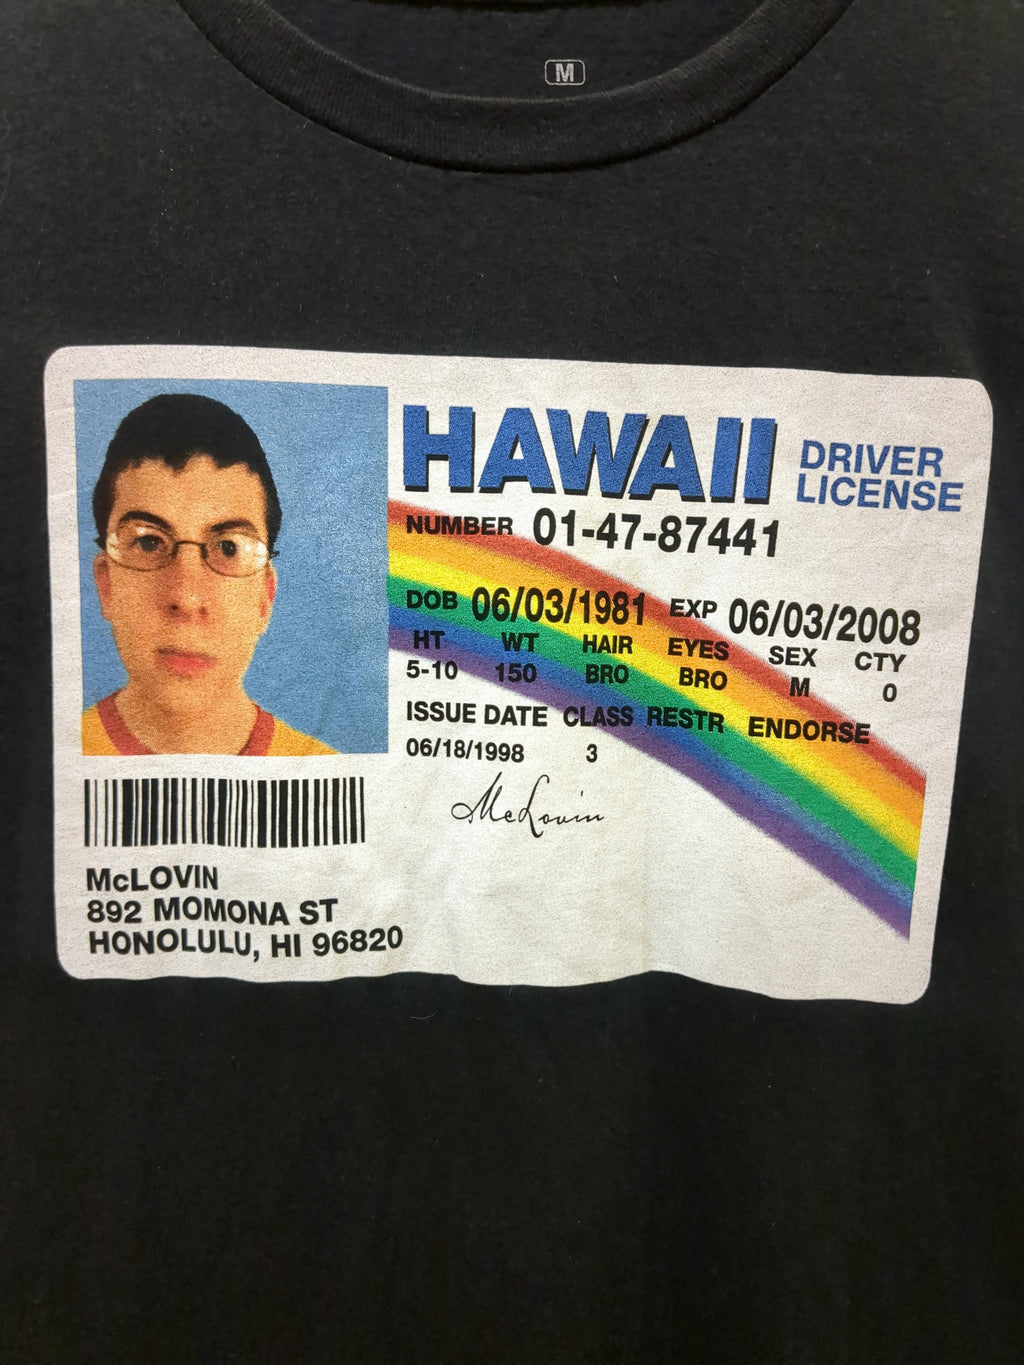 M
HAWAII
DRIVER
LICENSE
NUMBER 01-47-87441
DOB 06/03/1981 EXP 06/03/2008
HT WT HAIR EYES SEX CTY
5-10 150 BRO BRO M 0
ISSUE DATE CLASS RESTR ENDORSE
06/18/1998 3
McLovin
McLOVIN
892 MOMONA ST
HONOLULU, HI 96820